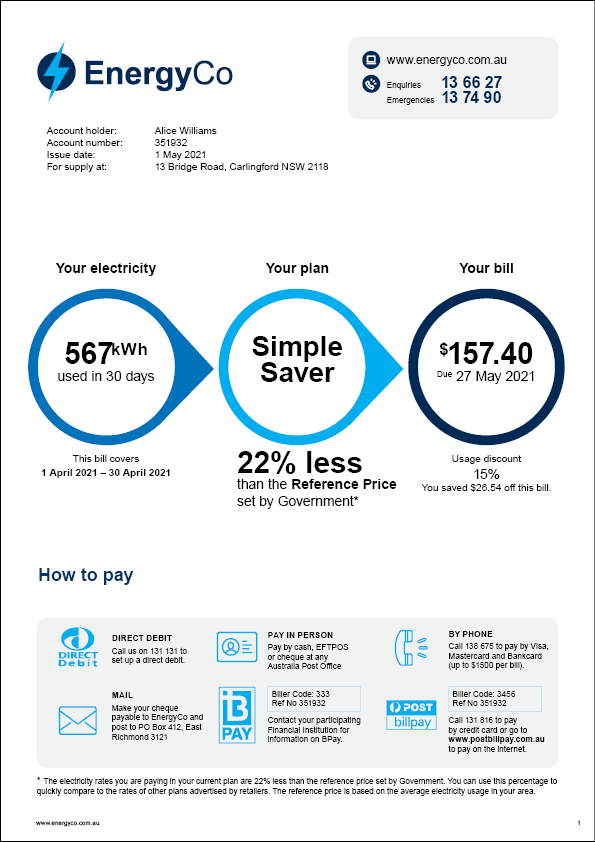 EnergyCo
www.energyco.com.au
Enquiries 13 66 27
Emergencies 13 74 90
Account holder: Alice Williams
Account number: 351932
Issue date: 1 May 2021
For supply at: 13 Bridge Road, Carlingford NSW 2118
Your electricity
567kWh
used in 30 days
This bill covers
1 April 2021 – 30 April 2021
Your plan
Simple
Saver
22% less
than the Reference Price
set by Government*
Your bill
$157.40
Due 27 May 2021
Usage discount
15%
You saved $26.54 off this bill.
How to pay
DIRECT
Debit
DIRECT DEBIT
Call us on 131 131 to
set up a direct debit.
PAY IN PERSON
Pay by cash, EFTPOS
or cheque at any
Australia Post Office
BY PHONE
Call 138 675 to pay by Visa,
Mastercard and Bankcard
(up to $1500 per bill).
MAIL
Make your cheque
payable to EnergyCo and
post to PO Box 412, East
Richmond 3121
B
PAY
Biller Code: 333
Ref No 351932
Contact your participating
Financial Institution for
information on BPay.
POST
billpay
Biller Code: 3456
Ref No 351932
Call 131 816 to pay
by credit card or go to
www.postbillpay.com.au
to pay on the Internet.
* The electricity rates you are paying in your current plan are 22% less than the reference price set by Government. You can use this percentage to
quickly compare to the rates of other plans advertised by retailers. The reference price is based on the average electricity usage in your area.
www.energyco.com.au
1